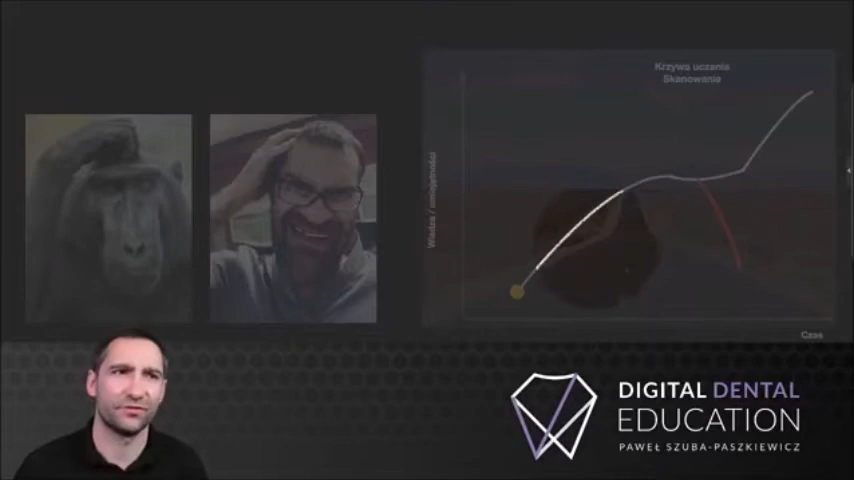 Krzywa uczenia
Skanowanie
Wiedza / umiejętności
Czas
DIGITAL DENTAL
EDUCATION
PAWEŁ SZUBA-PASZKIEWICZ